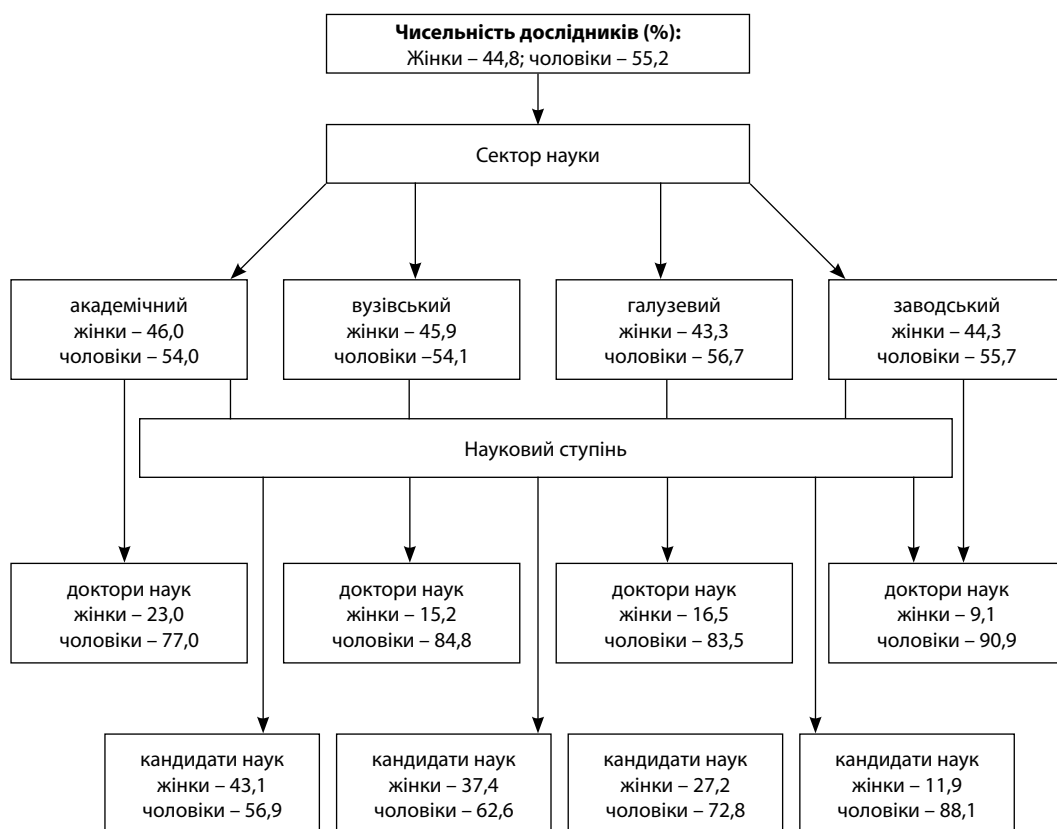 Чисельність дослідників (%):
Жінки – 44,8; чоловіки – 55,2
Сектор науки
академічний
жінки – 46,0
чоловіки – 54,0
вузівський
жінки – 45,9
чоловіки –54,1
галузевий
жінки – 43,3
чоловіки – 56,7
заводський
жінки – 44,3
чоловіки – 55,7
Науковий ступінь
доктори наук
жінки – 23,0
чоловіки – 77,0
доктори наук
жінки – 15,2
чоловіки – 84,8
доктори наук
жінки – 16,5
чоловіки – 83,5
доктори наук
жінки – 9,1
чоловіки – 90,9
кандидати наук
жінки – 43,1
чоловіки – 56,9
кандидати наук
жінки – 37,4
чоловіки – 62,6
кандидати наук
жінки – 27,2
чоловіки – 72,8
кандидати наук
жінки – 11,9
чоловіки – 88,1